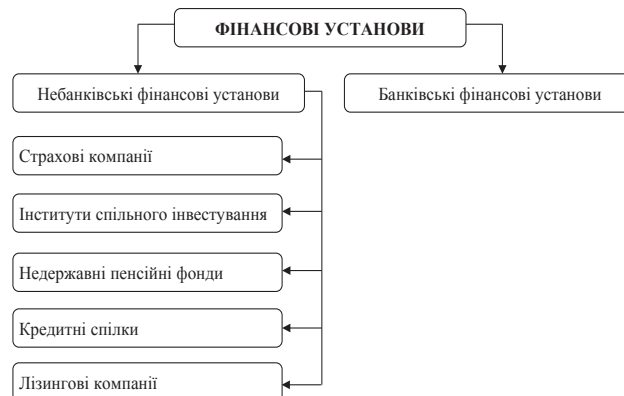 ФІНАНСОВІ УСТАНОВИ
Небанківські фінансові установи
Банківські фінансові установи
Страхові компанії
Інститути спільного інвестування
Недержавні пенсійні фонди
Кредитні спілки
Лізингові компанії